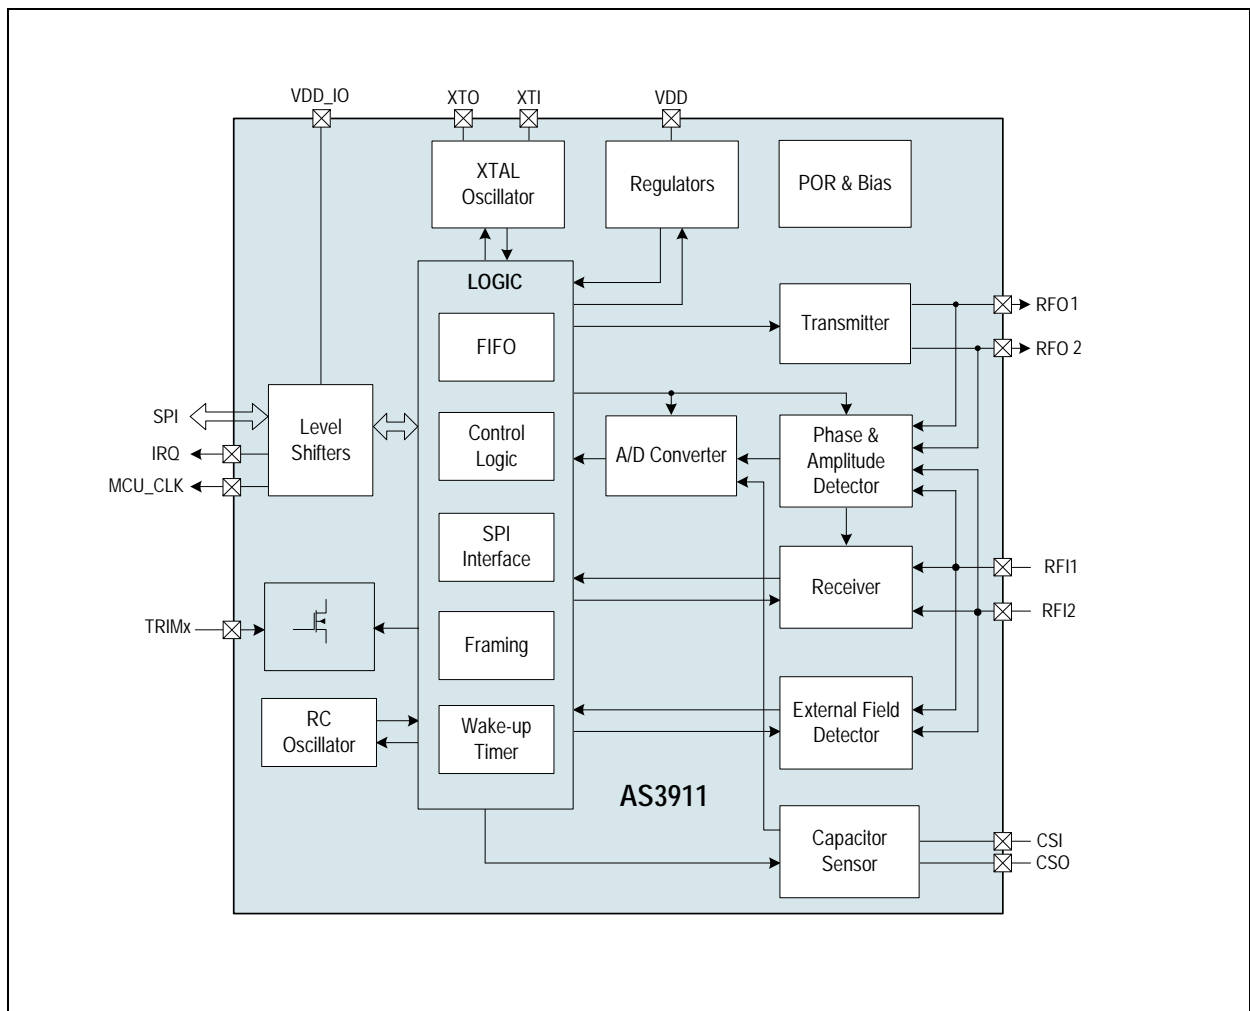 VDD_IO
XTO
XTI
VDD
XTAL
Oscillator
Regulators
POR & Bias
LOGIC
FIFO
Control
Logic
SPI
Interface
Framing
Wake-up
Timer
Transmitter
RFO 1
RFO 2
SPI
IRQ
MCU_CLK
Level
Shifters
A/D Converter
Phase &
Amplitude
Detector
Receiver
RFI1
RFI2
TRIMx
RC
Oscillator
External Field
Detector
AS3911
Capacitor
Sensor
CSI
CSO